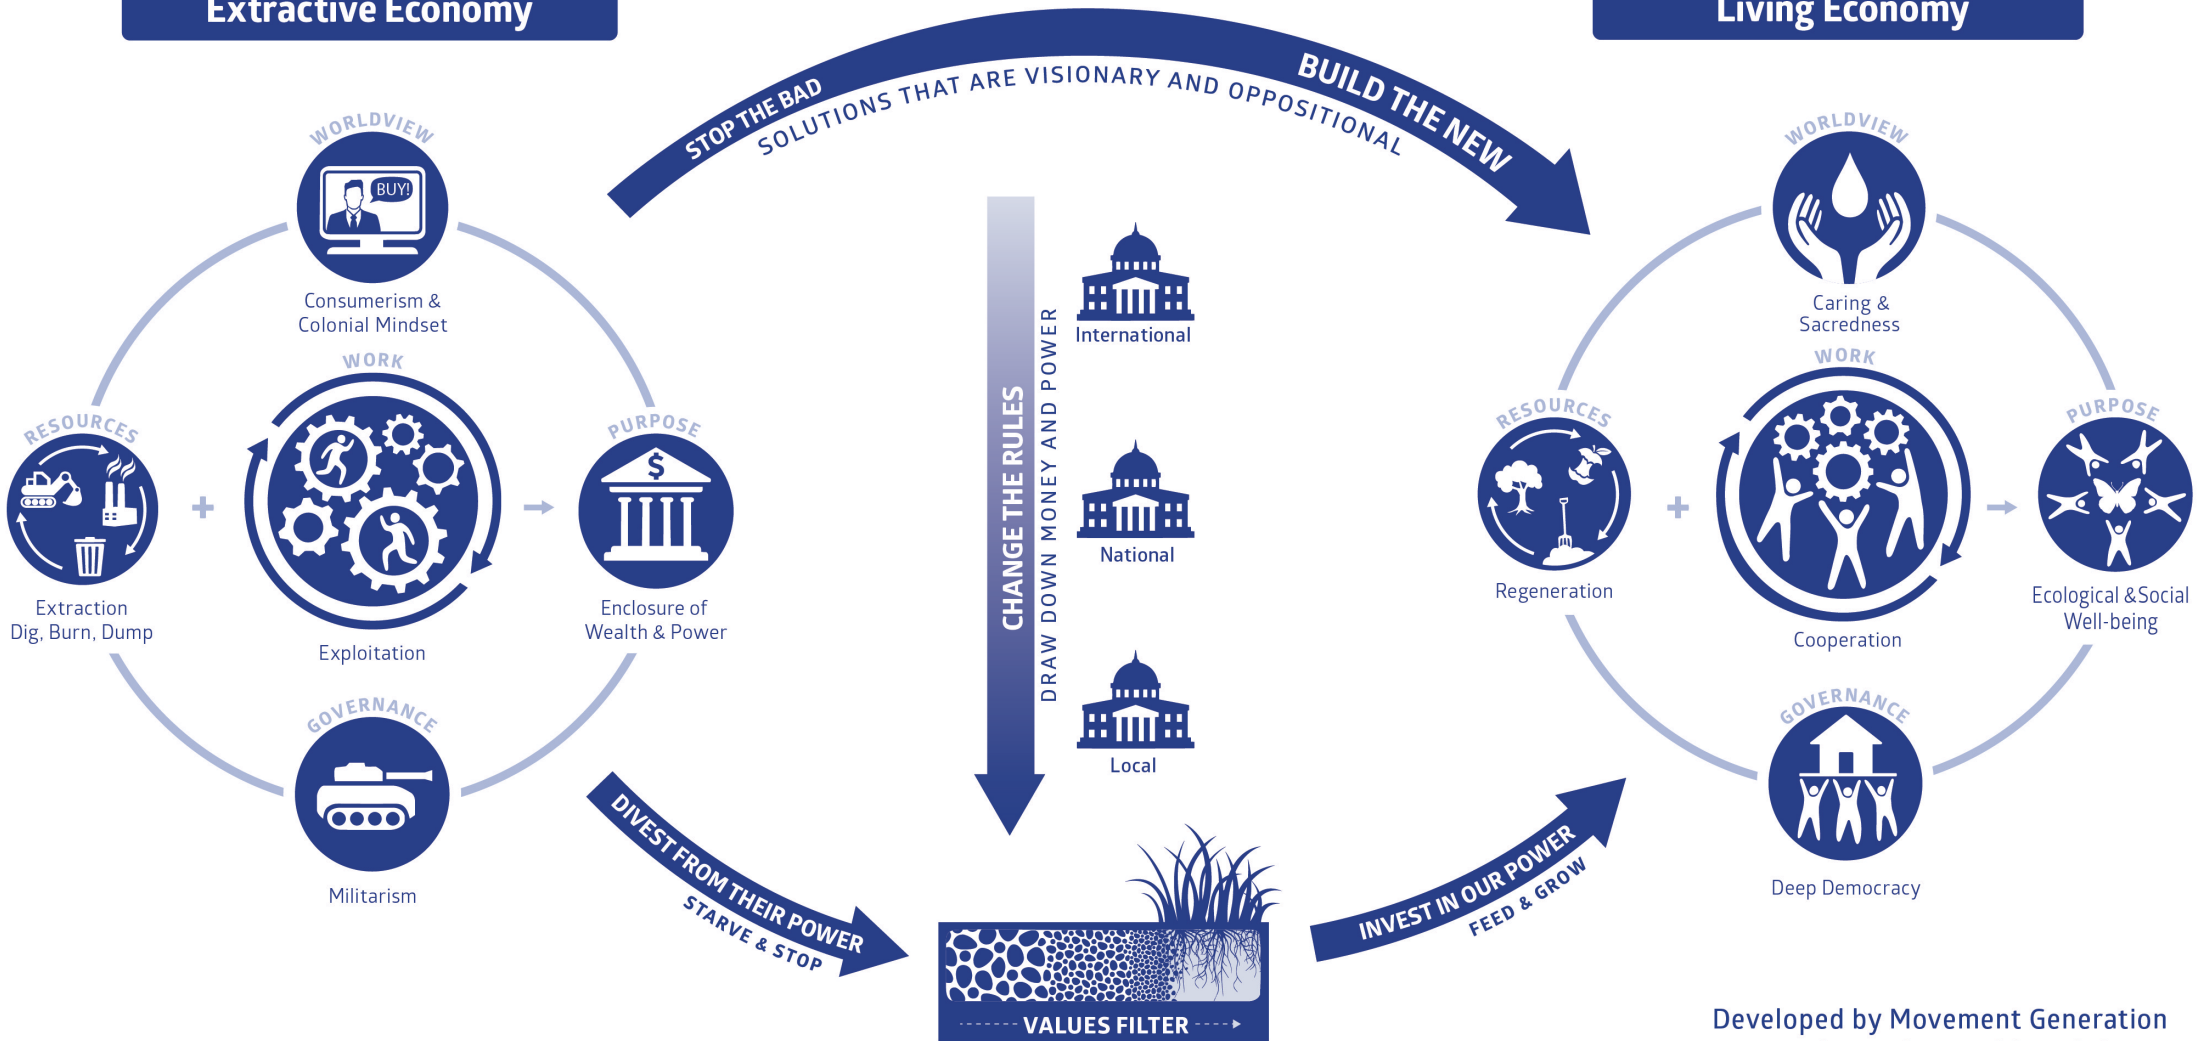 Extractive Economy
Living Economy
STOP THE BAD
BUILD THE NEW
SOLUTIONS THAT ARE VISIONARY AND OPPOSITIONAL
WORLDVIEW
BUY!
Consumerism &
Colonial Mindset
WORK
Exploitation
RESOURCES
Extraction
Dig, Burn, Dump
+
PURPOSE
$
Enclosure of
Wealth & Power
GOVERNANCE
Militarism
CHANGE THE RULES
DRAW DOWN MONEY AND POWER
International
National
Local
DIVEST FROM THEIR POWER
STARVE & STOP
VALUES FILTER
INVEST IN OUR POWER
FEED & GROW
WORLDVIEW
Caring &
Sacredness
WORK
Cooperation
RESOURCES
Regeneration
+
PURPOSE
Ecological & Social
Well-being
GOVERNANCE
Deep Democracy
Developed by Movement Generation